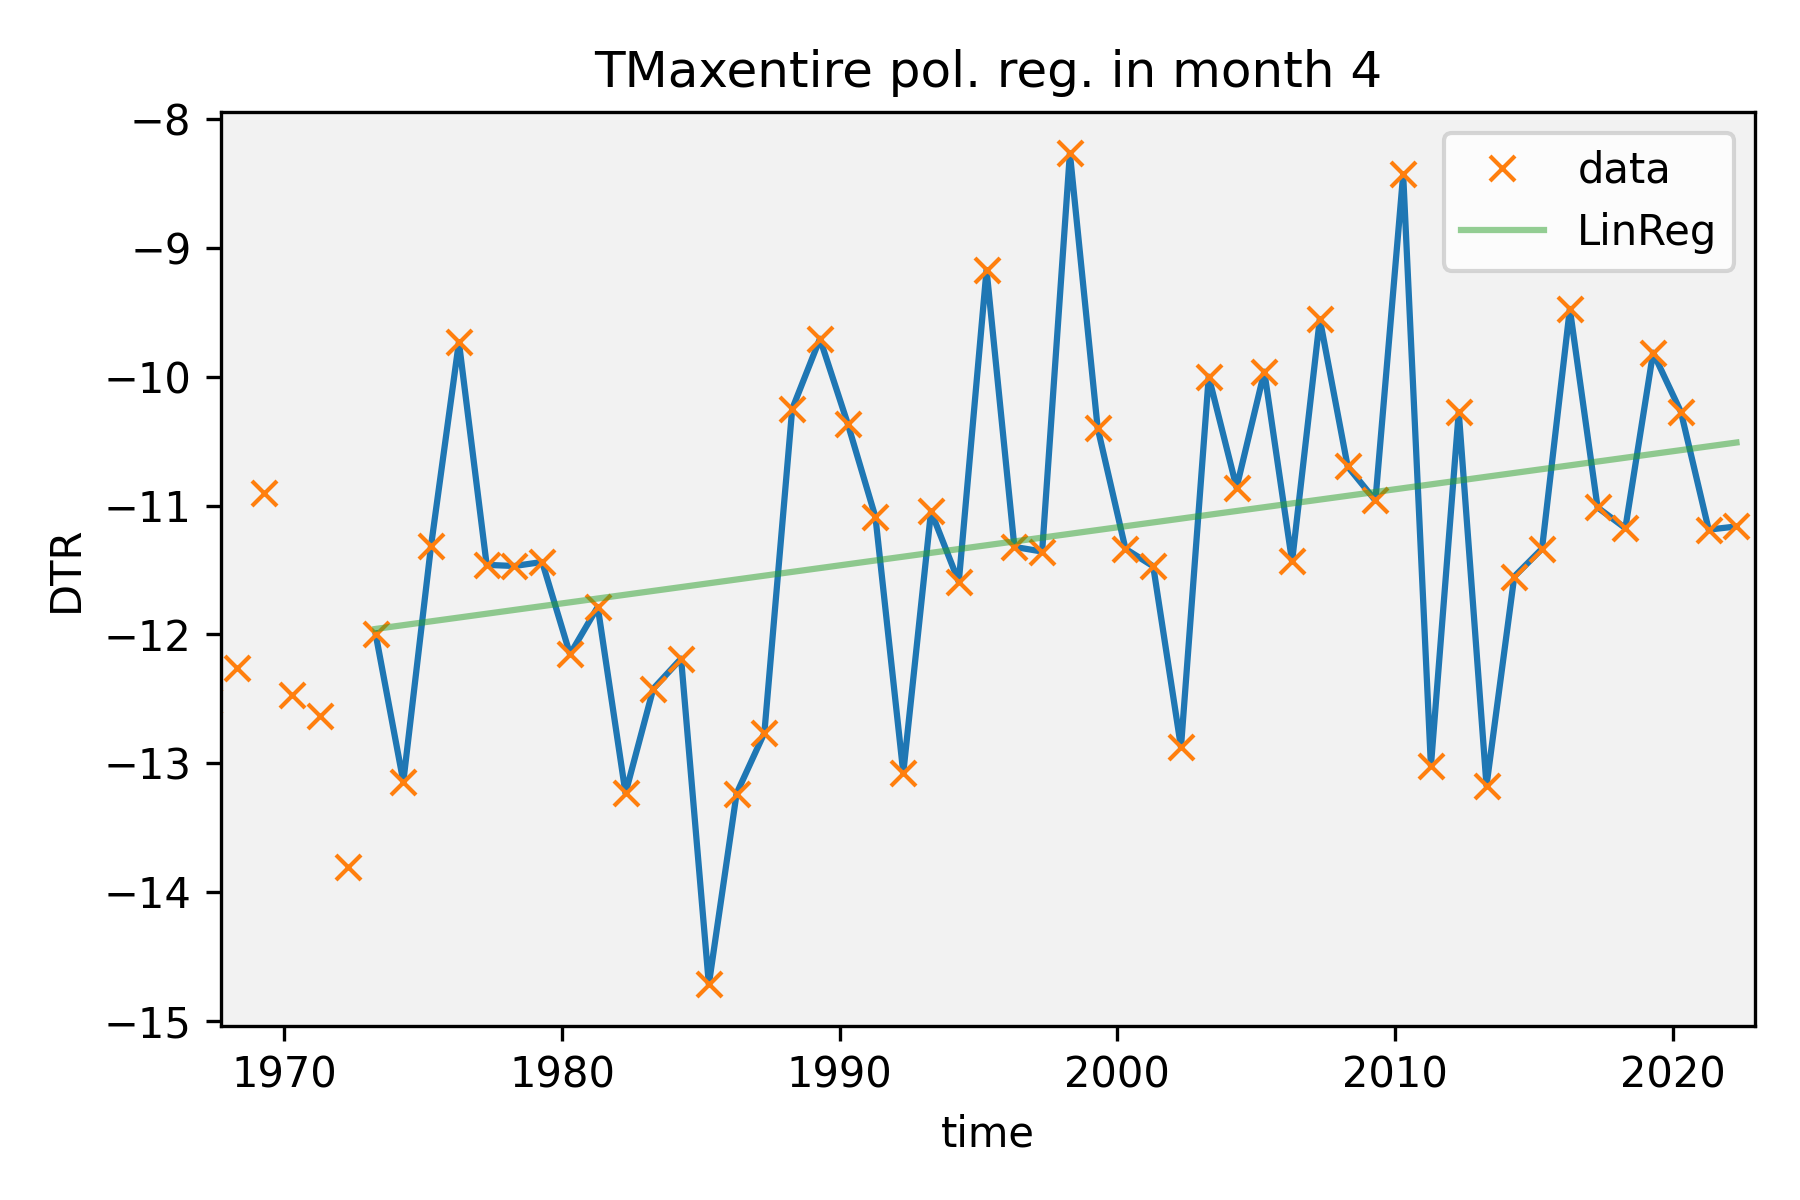 TMaxentire pol. reg. in month 4
−8
−9
−10
−11
−12
−13
−14
−15
DTR
data
LinReg
1970 1980 1990 2000 2010 2020
time